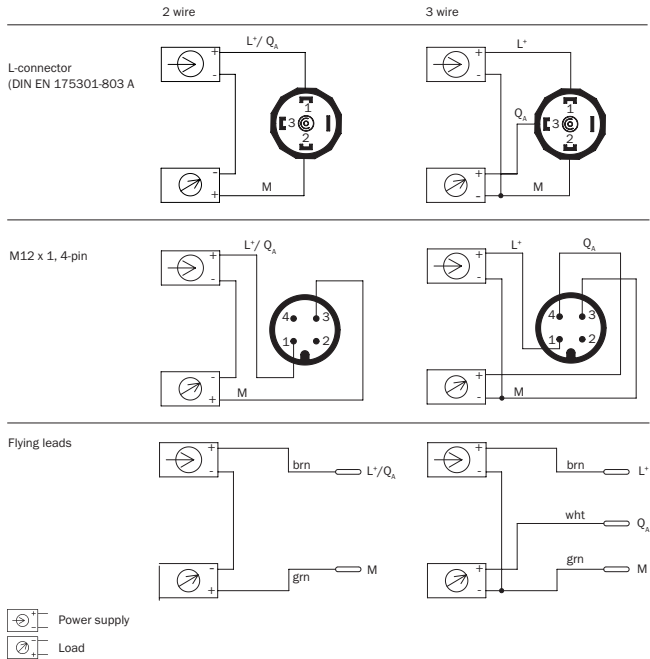 2 wire
3 wire
L-connector
(DIN EN 175301-803 A
L⁺/ Q_A
+
-
1
3
2
-
+
M
L⁺
+
-
Q_A
1
3
2
+
-
M
M12 x 1, 4-pin
L⁺/ Q_A
+
-
4
3
1
2
-
+
M
L⁺
Q_A
+
-
4
3
1
2
+
-
M
Flying leads
+
-
brn
L⁺/Q_A
-
+
grn
M
+
-
brn
L⁺
wht
Q_A
+
-
grn
M
+
-
Power supply
Load